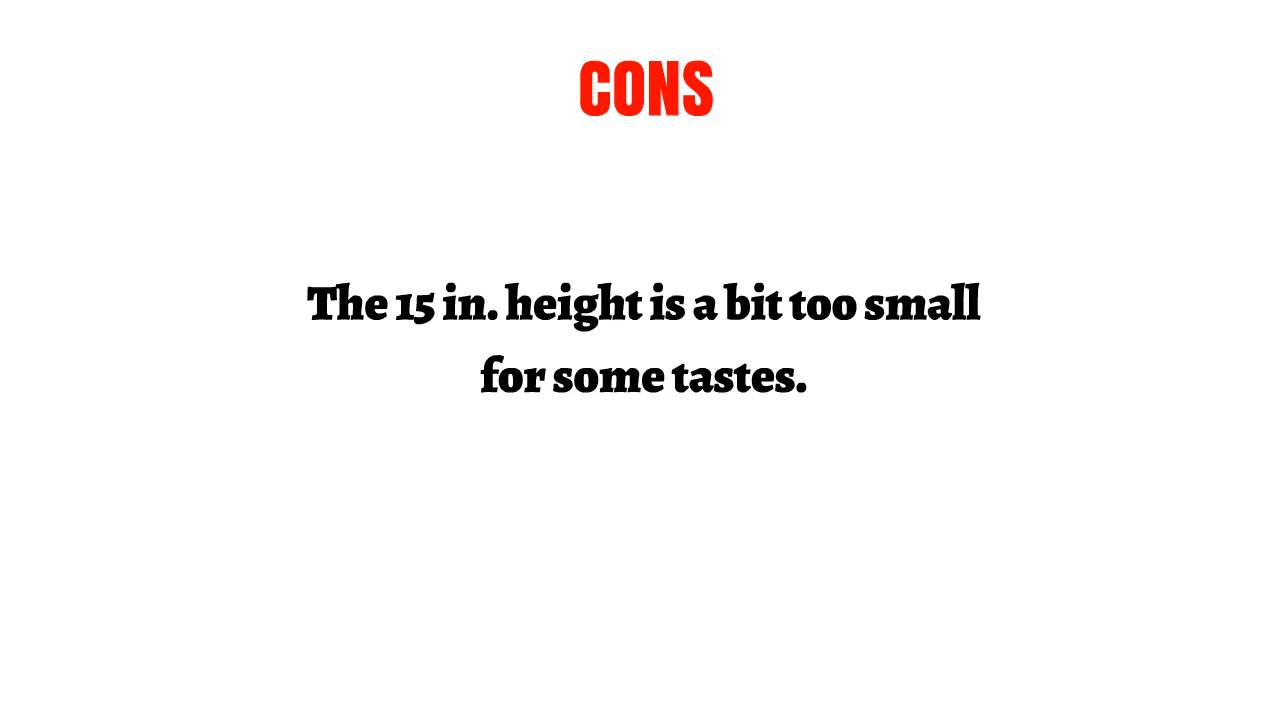 CONS
The 15 in. height is a bit too small
for some tastes.